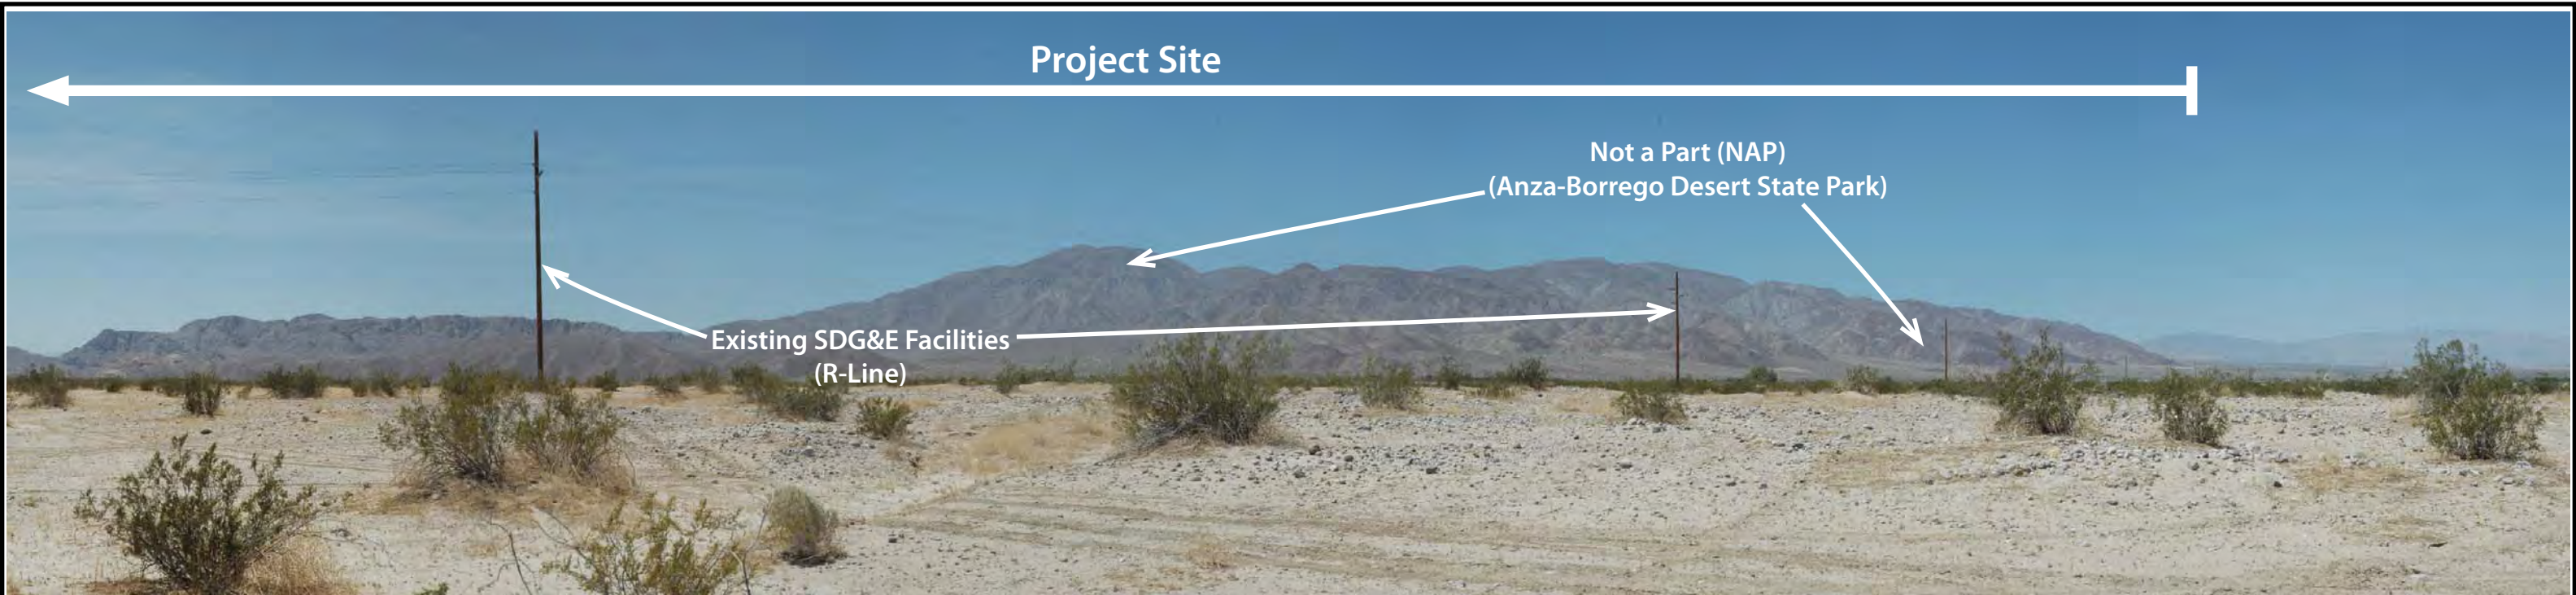 Project Site
Not a Part (NAP)
(Anza-Borrego Desert State Park)
Existing SDG&E Facilities
(R-Line)